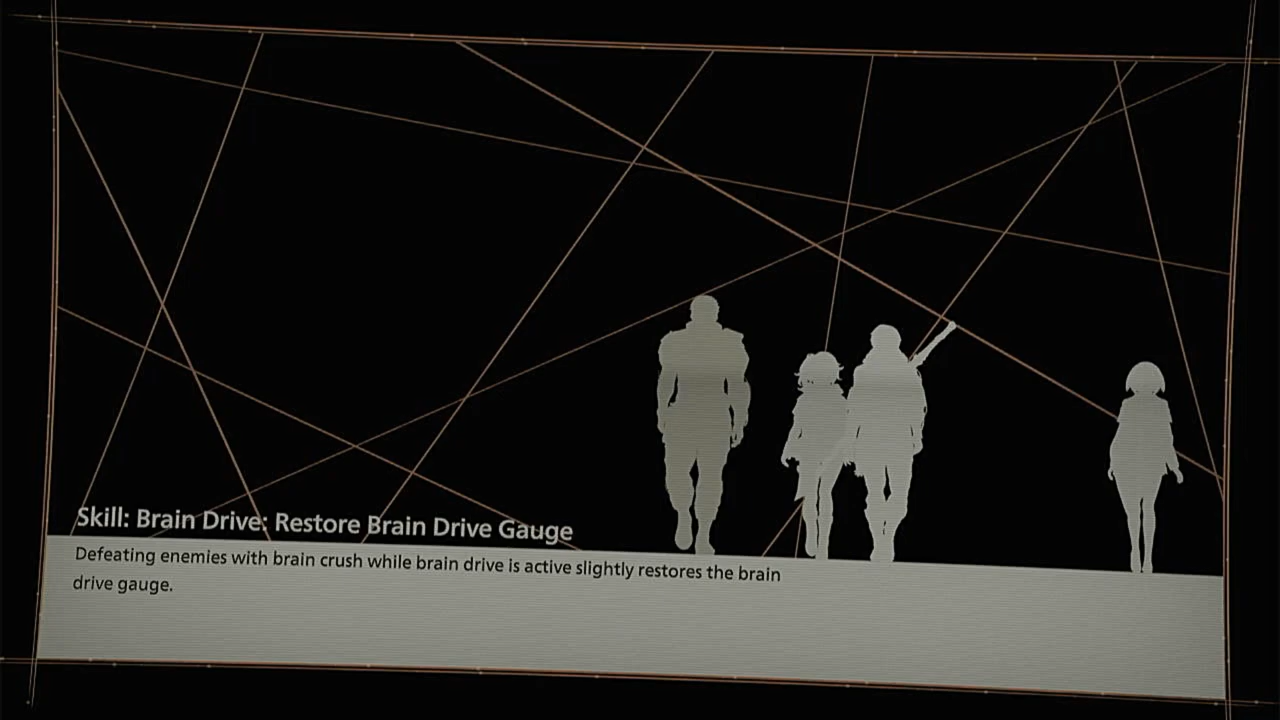 Skill: Brain Drive: Restore Brain Drive Gauge
Defeating enemies with brain crush while brain drive is active slightly restores the brain
drive gauge.